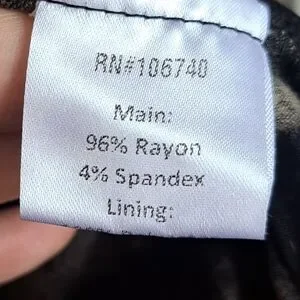 RN#106740
Main:
96% Rayon
4% Spandex
Lining: